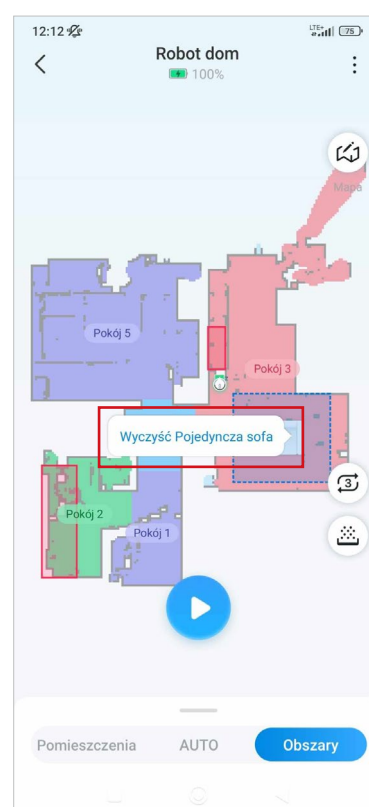 12:12
LTE+
75
Robot dom
100%
Mapa
Pokój 5
Pokój 3
Wyczyść Pojedyncza sofa
3
Pokój 2
Pokój 1
Pomieszczenia
AUTO
Obszary